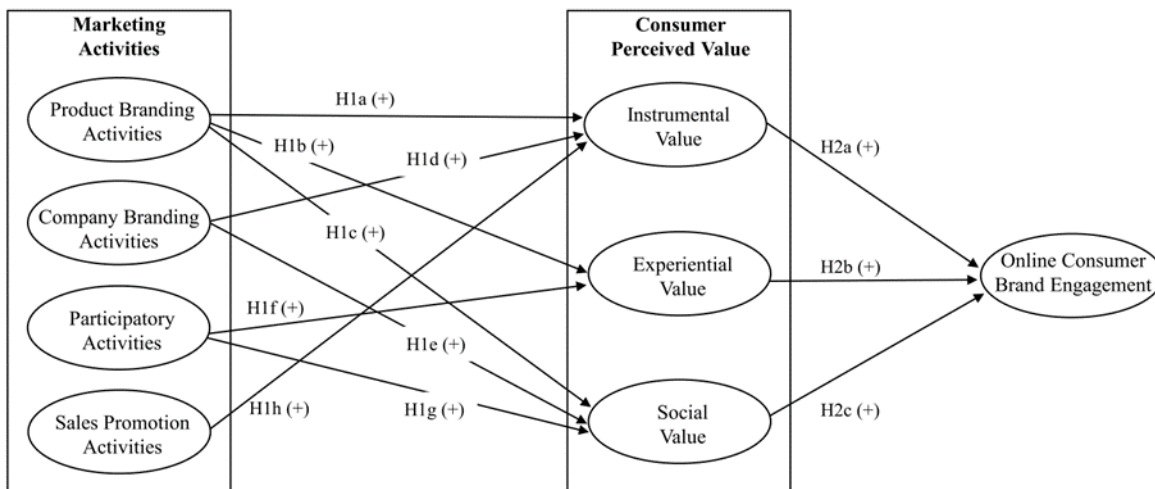 Marketing
Activities
Consumer
Perceived Value
Product Branding
Activities
H1a (+)
Instrumental
Value
H1b (+)
H1d (+)
H2a (+)
Company Branding
Activities
H1c (+)
Experiential
Value
H2b (+)
Online Consumer
Brand Engagement
Participatory
Activities
H1f (+)
H1e (+)
H1g (+)
Sales Promotion
Activities
H1h (+)
Social
Value
H2c (+)